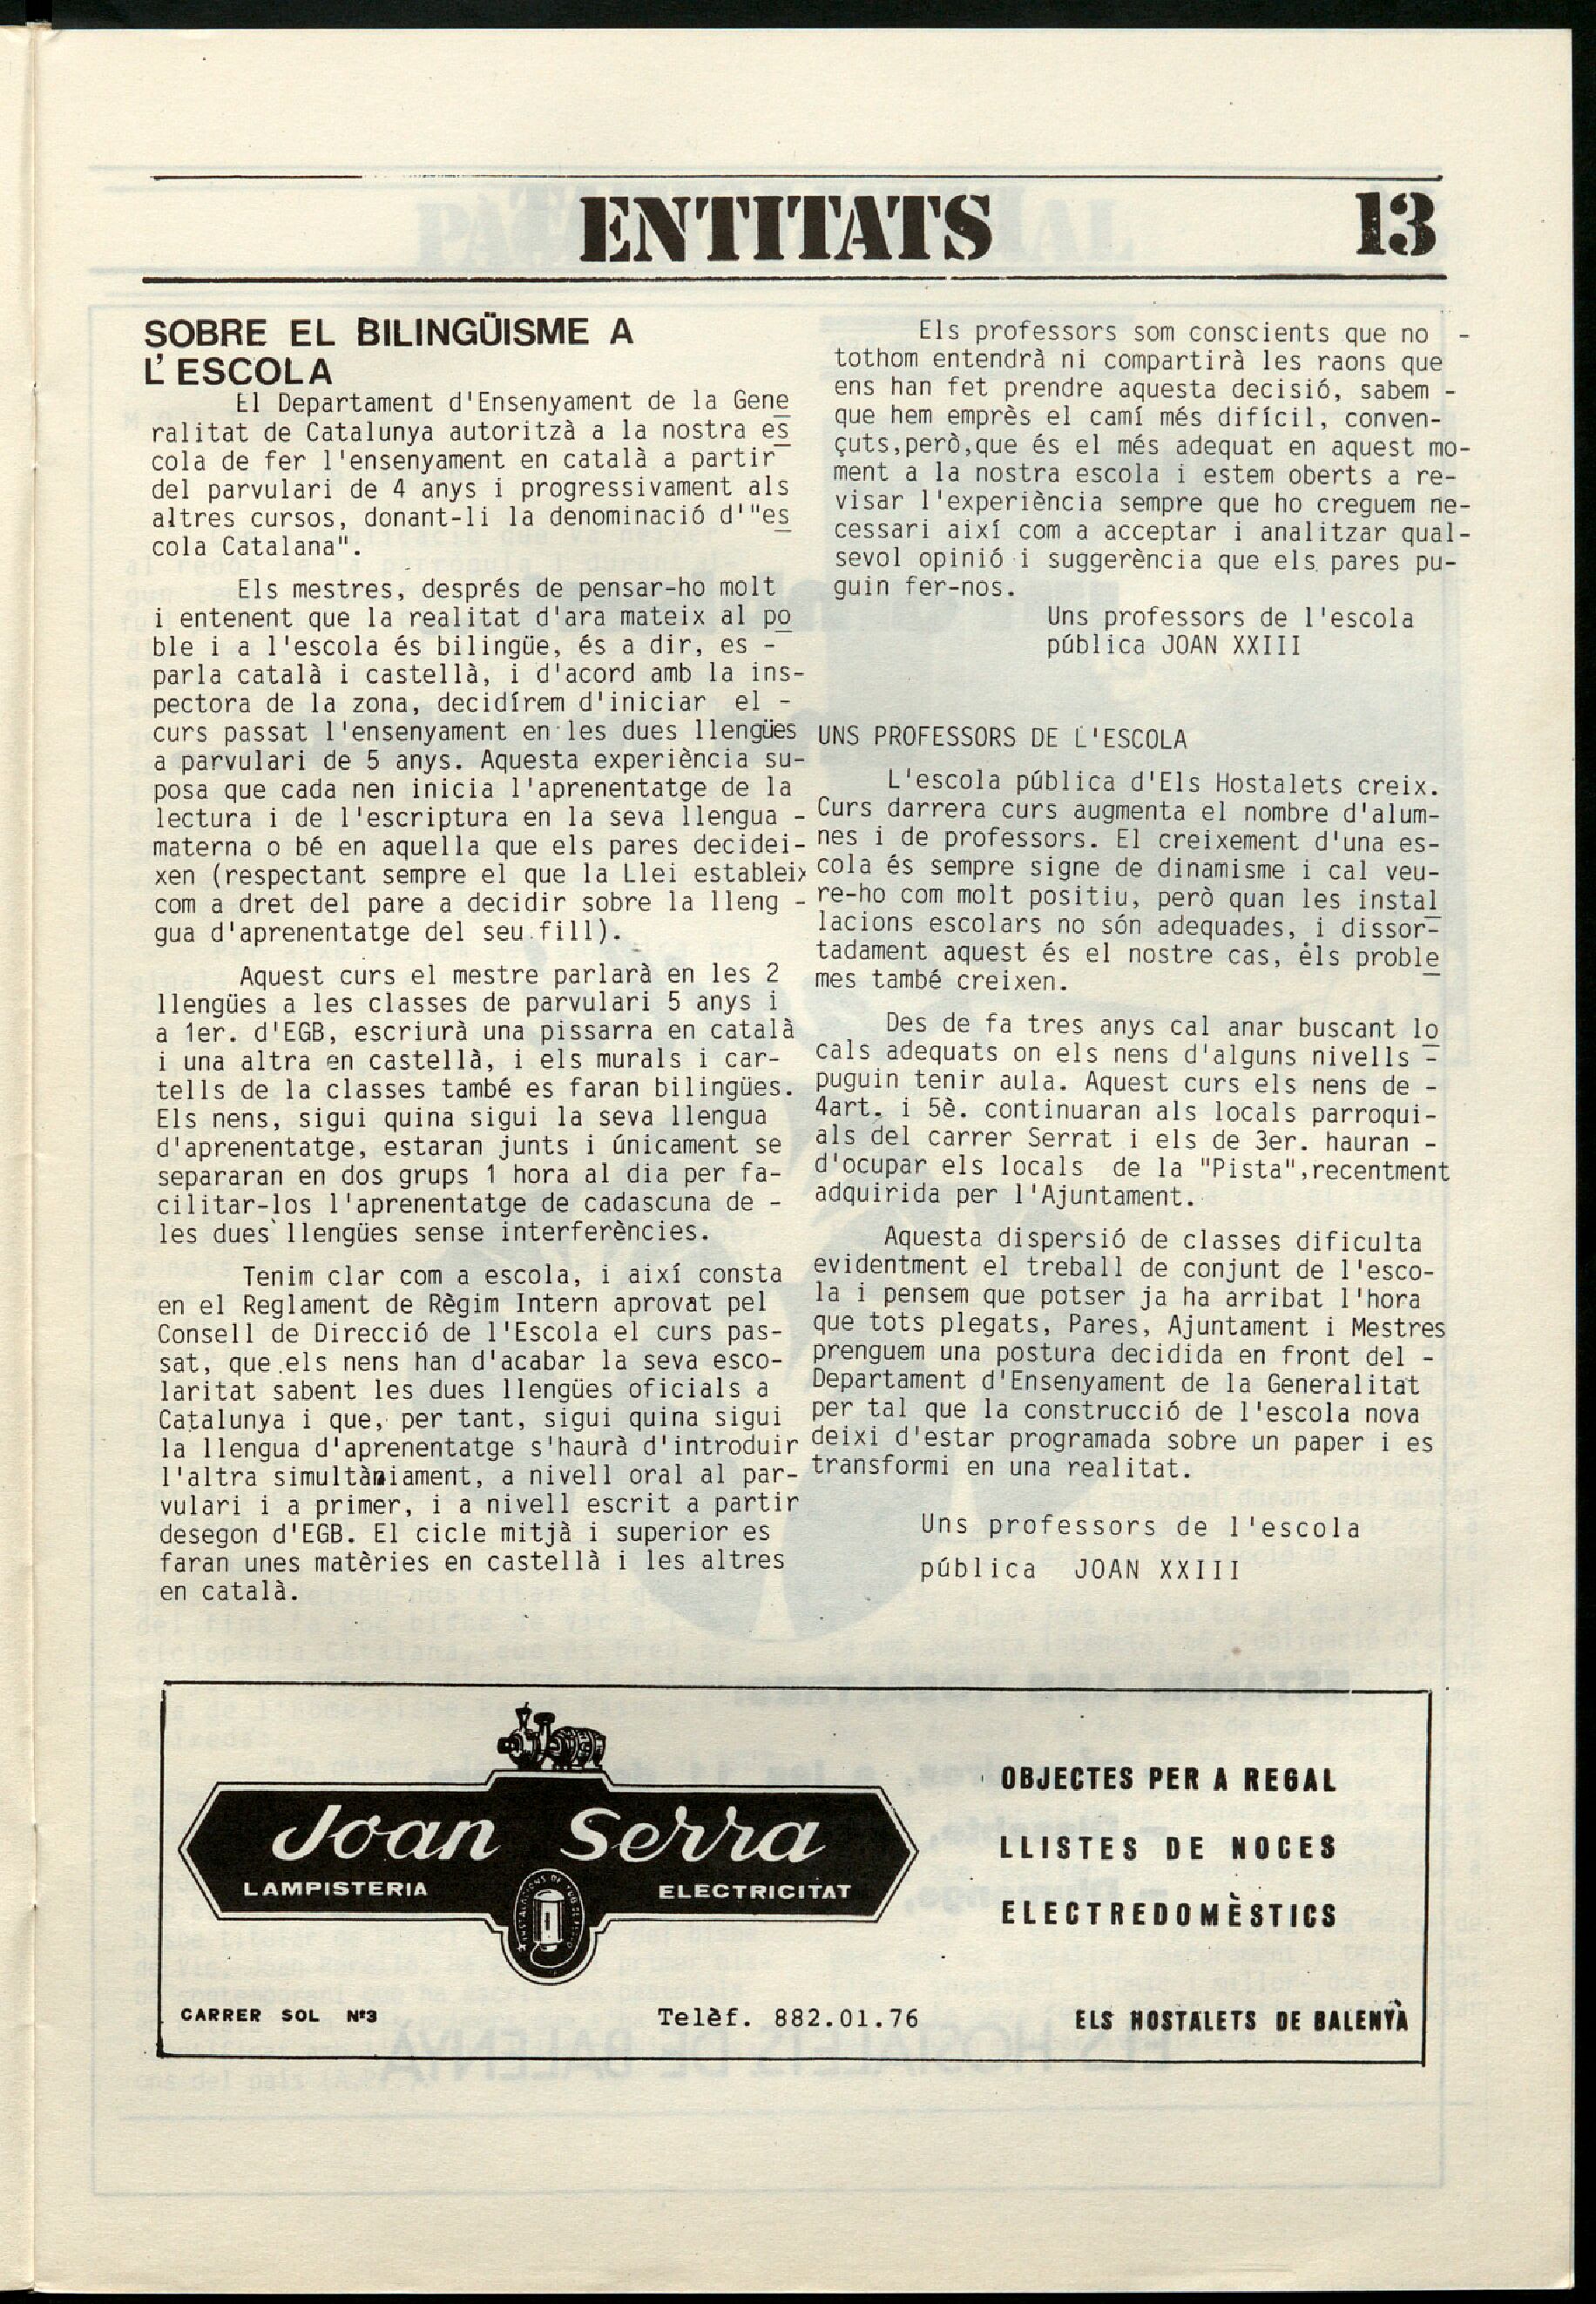 ENTITATS 13
SOBRE EL BILINGÜISME A
L'ESCOLA
El Departament d'Ensenyament de la Gene
ralitat de Catalunya autoritzà a la nostra es
cola de fer l'ensenyament en català a partir
del parvulari de 4 anys i progressivament als
altres cursos, donant-li la denominació d'"es
cola Catalana".
Els mestres, després de pensar-ho molt
i entenent que la realitat d'ara mateix al po
ble i a l'escola és bilingüe, és a dir, es -
parla català i castellà, i d'acord amb la ins-
pectora de la zona, decidírem d'iniciar el -
curs passat l'ensenyament en les dues llengües
a parvulari de 5 anys. Aquesta experiència su-
posa que cada nen inicia l'aprenentatge de la
lectura i de l'escriptura en la seva llengua -
materna o bé en aquella que els pares decidei-
xen (respectant sempre el que la Llei estableix
com a dret del pare a decidir sobre la lleng -
gua d'aprenentatge del seu fill).
Aquest curs el mestre parlarà en les 2
llengües a les classes de parvulari 5 anys i
a 1er. d'EGB, escriurà una pissarra en català
i una altra en castellà, i els murals i car-
tells de la classes també es faran bilingües.
Els nens, sigui quina sigui la seva llengua
d'aprenentatge, estaran junts i únicament se
separaran en dos grups 1 hora al dia per fa-
cilitar-los l'aprenentatge de cadascuna de -
les dues llengües sense interferències.
Tenim clar com a escola, i així consta
en el Reglament de Règim Intern aprovat pel
Consell de Direcció de l'Escola el curs pas-
sat, que els nens han d'acabar la seva esco-
laritat sabent les dues llengües oficials a
Catalunya i que, per tant, sigui quina sigui
la llengua d'aprenentatge s'haurà d'introduir
l'altra simultàniament, a nivell oral al par-
vulari i a primer, i a nivell escrit a partir
desegon d'EGB. El cicle mitjà i superior es
faran unes matèries en castellà i les altres
en català.
Els professors som conscients que no -
tothom entendrà ni compartirà les raons que
ens han fet prendre aquesta decisió, sabem -
que hem emprès el camí més difícil, conven-
çuts,però,que és el més adequat en aquest mo-
ment a la nostra escola i estem oberts a re-
visar l'experiència sempre que ho creguem ne-
cessari així com a acceptar i analitzar qual-
sevol opinió i suggerència que els pares pu-
guin fer-nos.
Uns professors de l'escola
pública JOAN XXIII
UNS PROFESSORS DE L'ESCOLA
L'escola pública d'Els Hostalets creix.
Curs darrera curs augmenta el nombre d'alum-
nes i de professors. El creixement d'una es-
cola és sempre signe de dinamisme i cal veu-
re-ho com molt positiu, però quan les instal
lacions escolars no són adequades, i dissor-
tadament aquest és el nostre cas, els proble
mes també creixen.
Des de fa tres anys cal anar buscant lo
cals adequats on els nens d'alguns nivells -
puguin tenir aula. Aquest curs els nens de -
4art. i 5è. continuaran als locals parroqui-
als del carrer Serrat i els de 3er. hauran -
d'ocupar els locals de la "Pista",recentment
adquirida per l'Ajuntament.
Aquesta dispersió de classes dificulta
evidentment el treball de conjunt de l'esco-
la i pensem que potser ja ha arribat l'hora
que tots plegats, Pares, Ajuntament i Mestres
prenguem una postura decidida en front del -
Departament d'Ensenyament de la Generalitat
per tal que la construcció de l'escola nova
deixi d'estar programada sobre un paper i es
transformi en una realitat.
Uns professors de l'escola
pública JOAN XXIII
Joan Serra
LAMPISTERIA ELECTRICITAT
OBJECTES PER A REGAL
LLISTES DE NOCES
ELECTREDOMÈSTICS
CARRER SOL Nº3 Telèf. 882.01.76 ELS HOSTALETS DE BALENYÀ